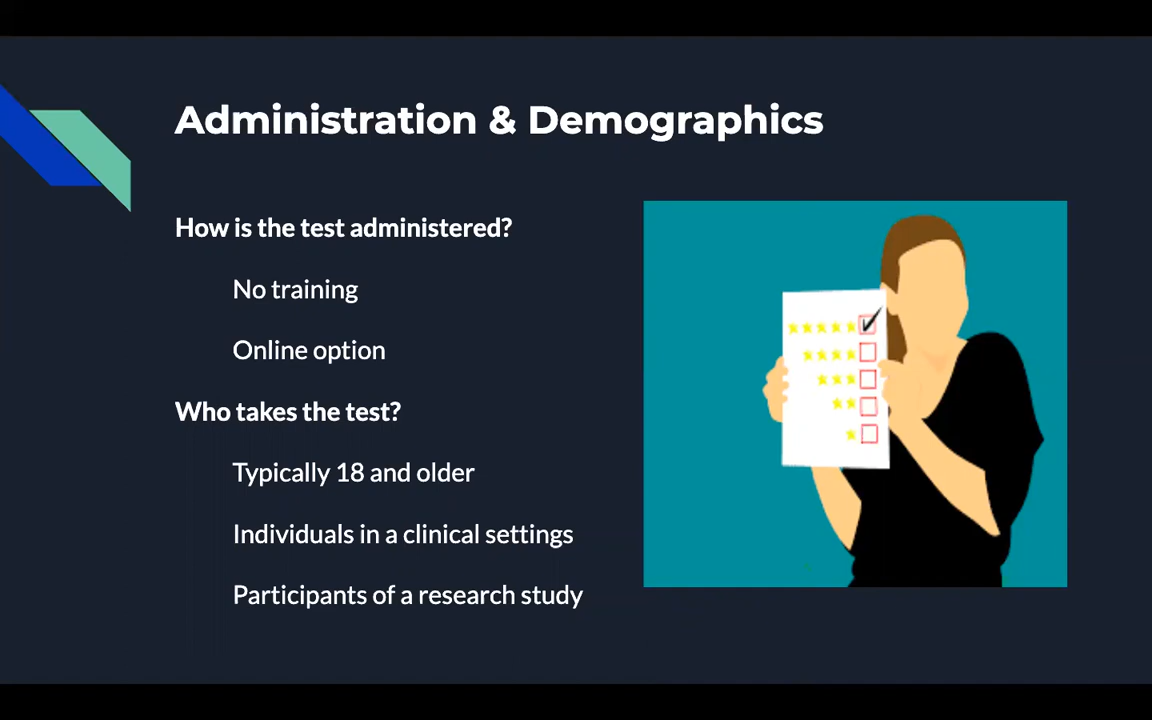 Administration & Demographics
How is the test administered?
No training
Online option
Who takes the test?
Typically 18 and older
Individuals in a clinical settings
Participants of a research study